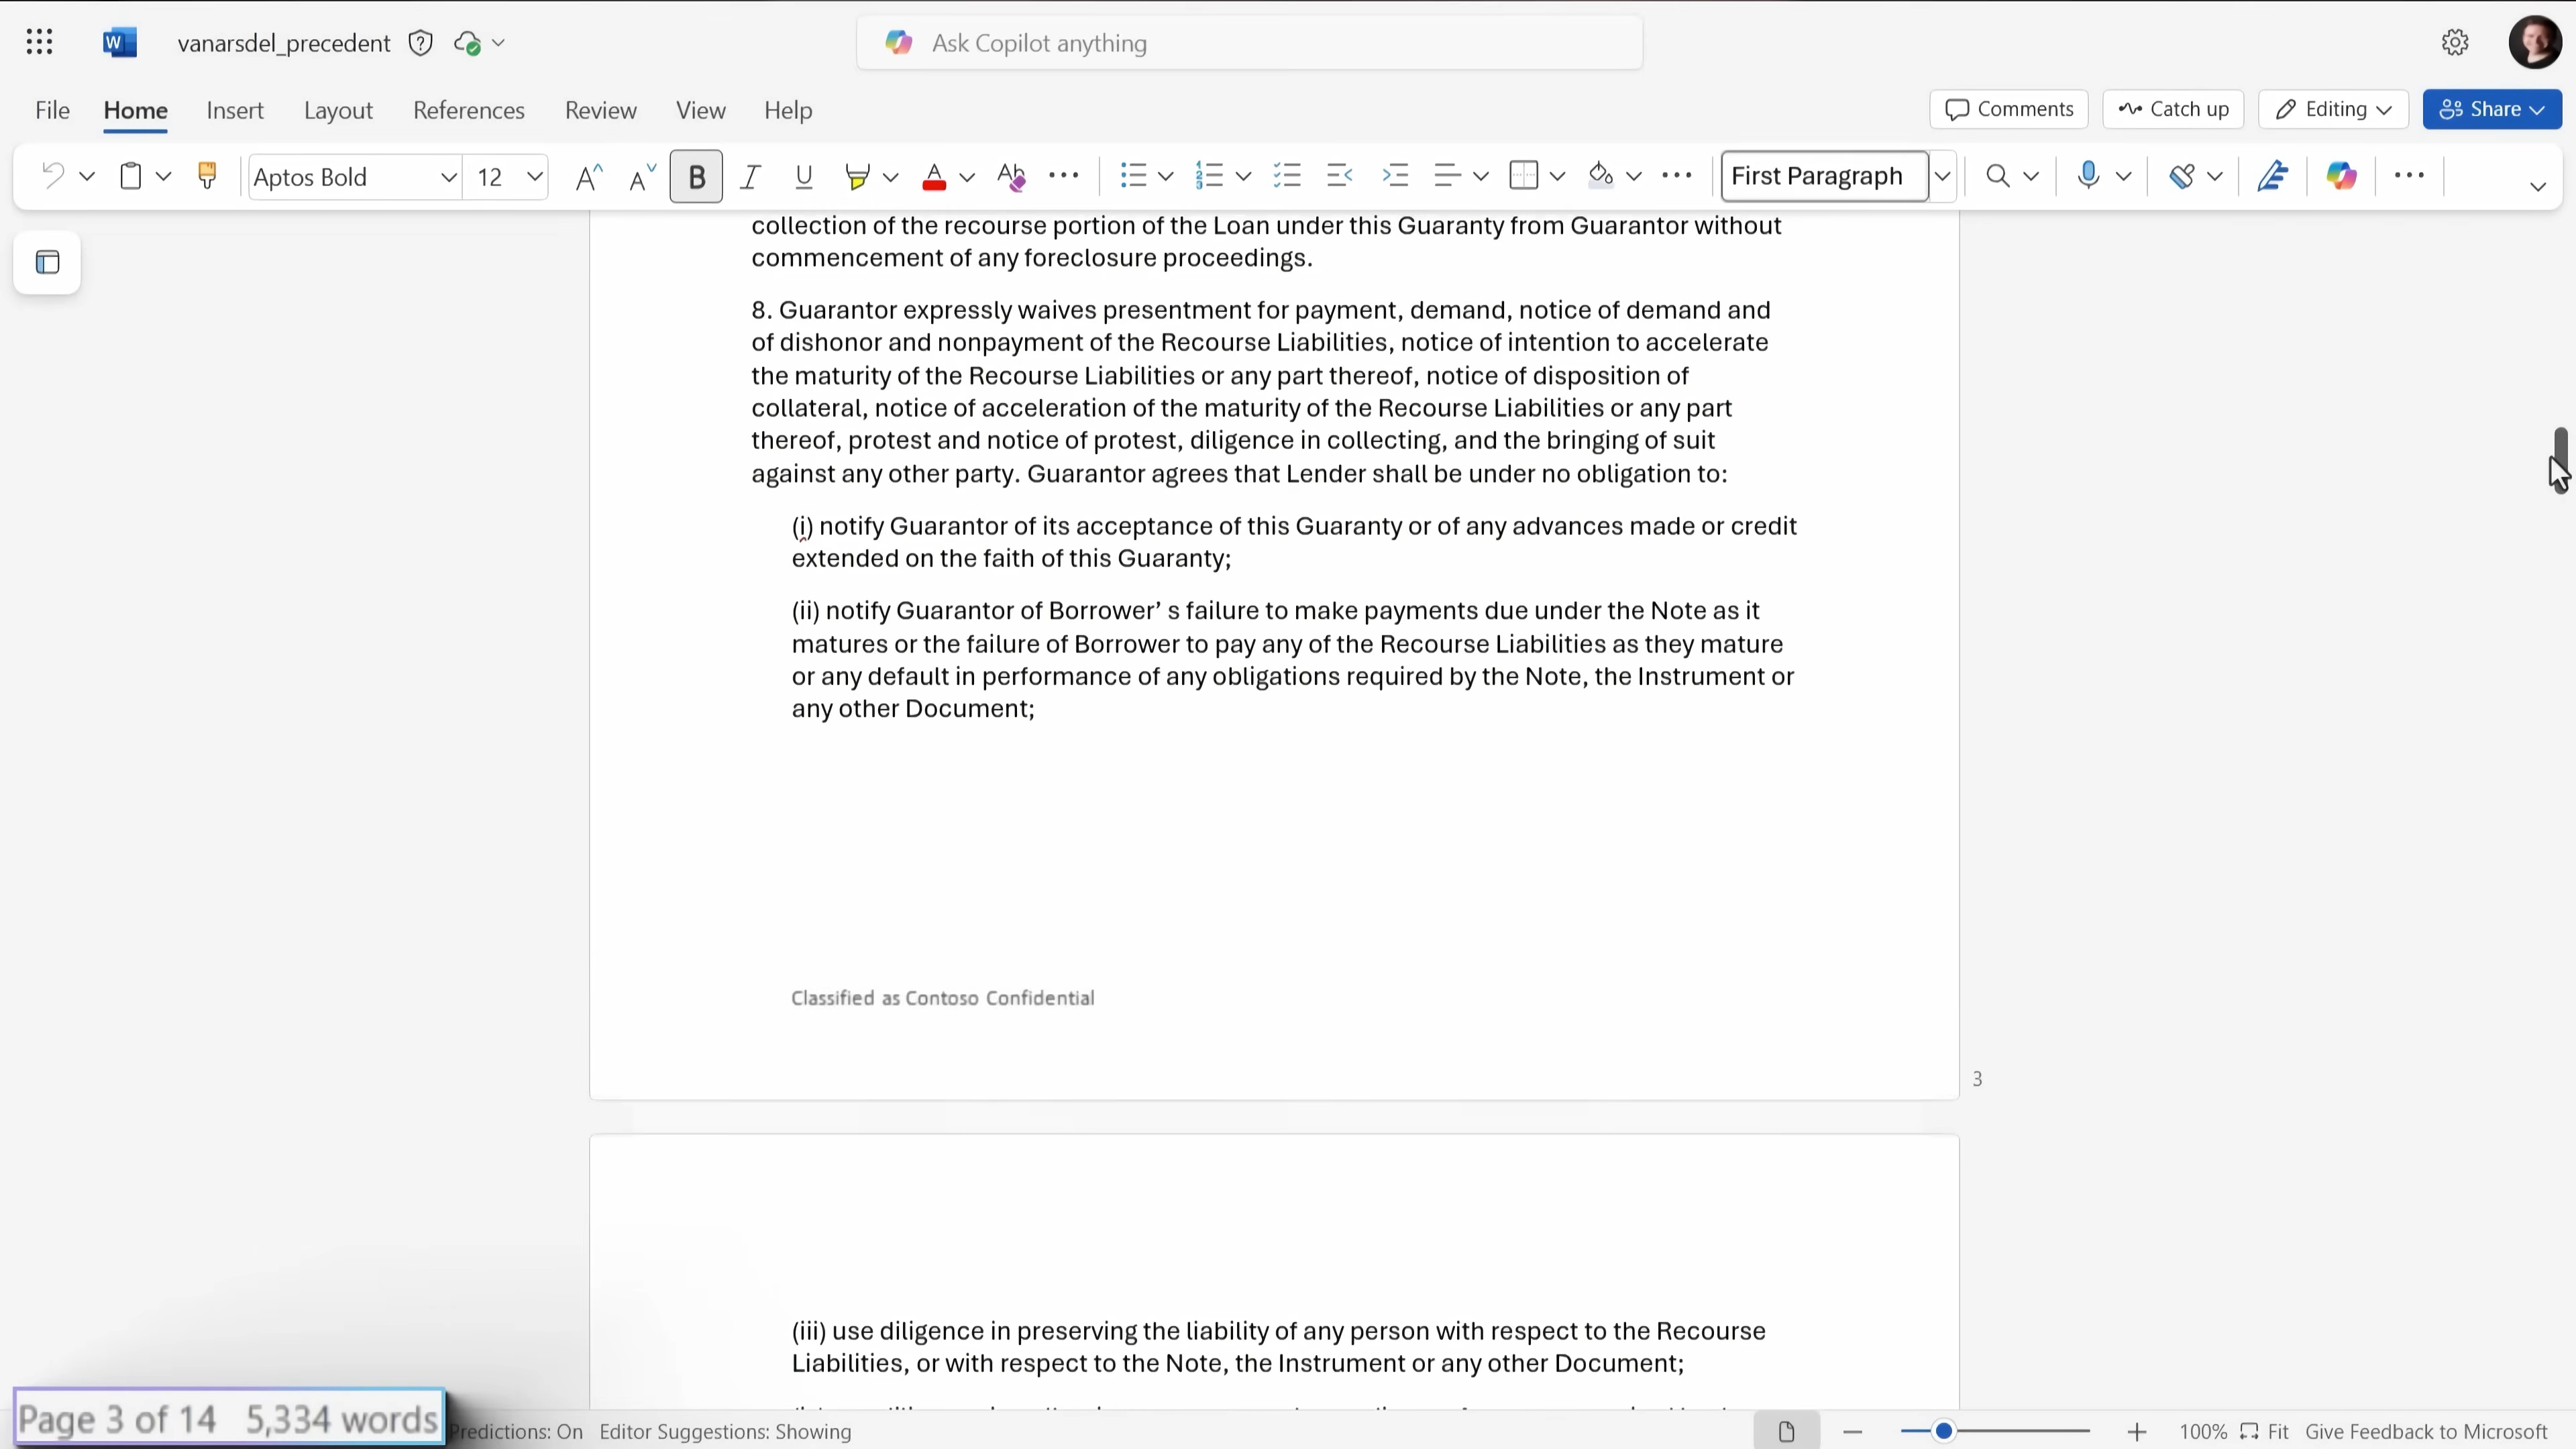 W
vanarsdel_precedent
Ask Copilot anything
File Home Insert Layout References Review View Help
Comments Catch up Editing Share
Aptos Bold 12 B I U First Paragraph
collection of the recourse portion of the Loan under this Guaranty from Guarantor without
commencement of any foreclosure proceedings.
8. Guarantor expressly waives presentment for payment, demand, notice of demand and
of dishonor and nonpayment of the Recourse Liabilities, notice of intention to accelerate
the maturity of the Recourse Liabilities or any part thereof, notice of disposition of
collateral, notice of acceleration of the maturity of the Recourse Liabilities or any part
thereof, protest and notice of protest, diligence in collecting, and the bringing of suit
against any other party. Guarantor agrees that Lender shall be under no obligation to:
(i) notify Guarantor of its acceptance of this Guaranty or of any advances made or credit
extended on the faith of this Guaranty;
(ii) notify Guarantor of Borrower’ s failure to make payments due under the Note as it
matures or the failure of Borrower to pay any of the Recourse Liabilities as they mature
or any default in performance of any obligations required by the Note, the Instrument or
any other Document;
Classified as Contoso Confidential
3
(iii) use diligence in preserving the liability of any person with respect to the Recourse
Liabilities, or with respect to the Note, the Instrument or any other Document;
Page 3 of 14 5,334 words Predictions: On Editor Suggestions: Showing 100% Fit Give Feedback to Microsoft